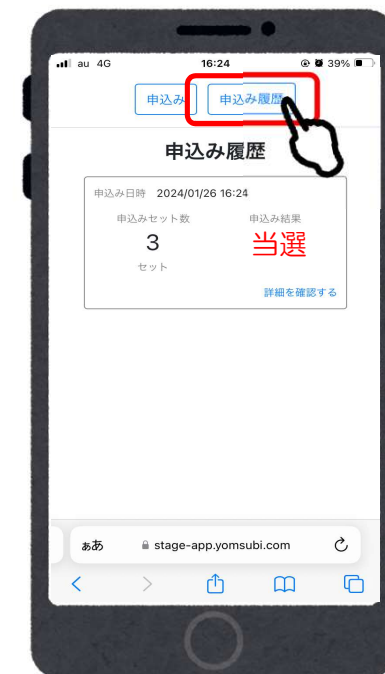 au 4G 16:24 39%
申込み 申込み履歴
申込み履歴
申込み日時 2024/01/26 16:24
申込みセット数 申込み結果
3 当選
セット
詳細を確認する
ぁあ stage-app.yomsubi.com